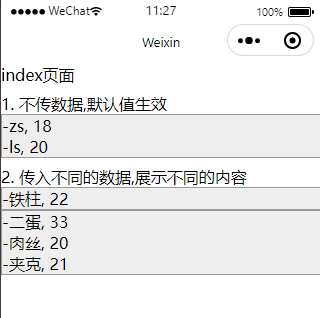 WeChat
11:27
100%
Weixin
index页面
1. 不传数据,默认值生效
-zs, 18
-ls, 20
2. 传入不同的数据,展示不同的内容
-铁柱, 22
-二蛋, 33
-肉丝, 20
-夹克, 21